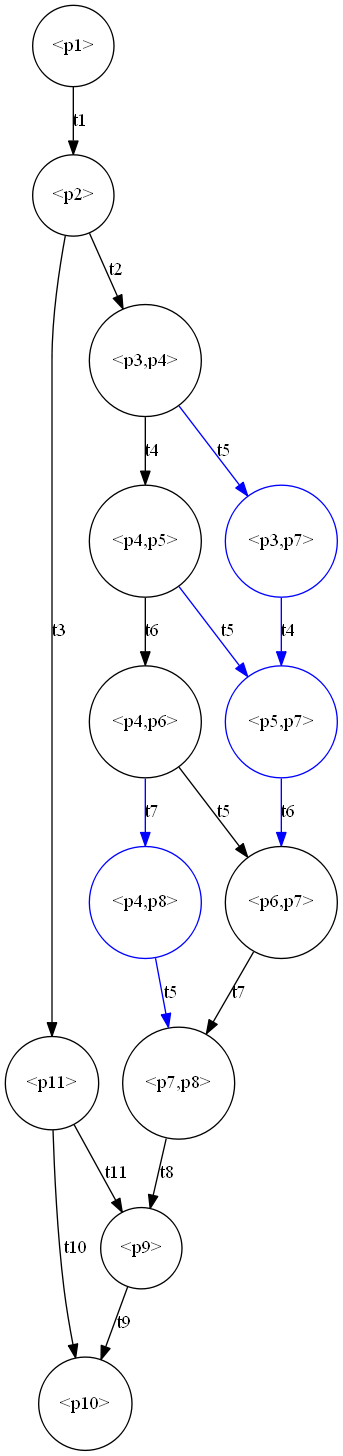 <p1>
t1
<p2>
t2
<p3,p4>
t4
t5
<p4,p5>
<p3,p7>
t3
t6
t5
t4
<p4,p6>
<p5,p7>
t7
t5
t6
<p4,p8>
<p6,p7>
t5
t7
<p11>
<p7,p8>
t11
t8
t10
<p9>
t9
<p10>